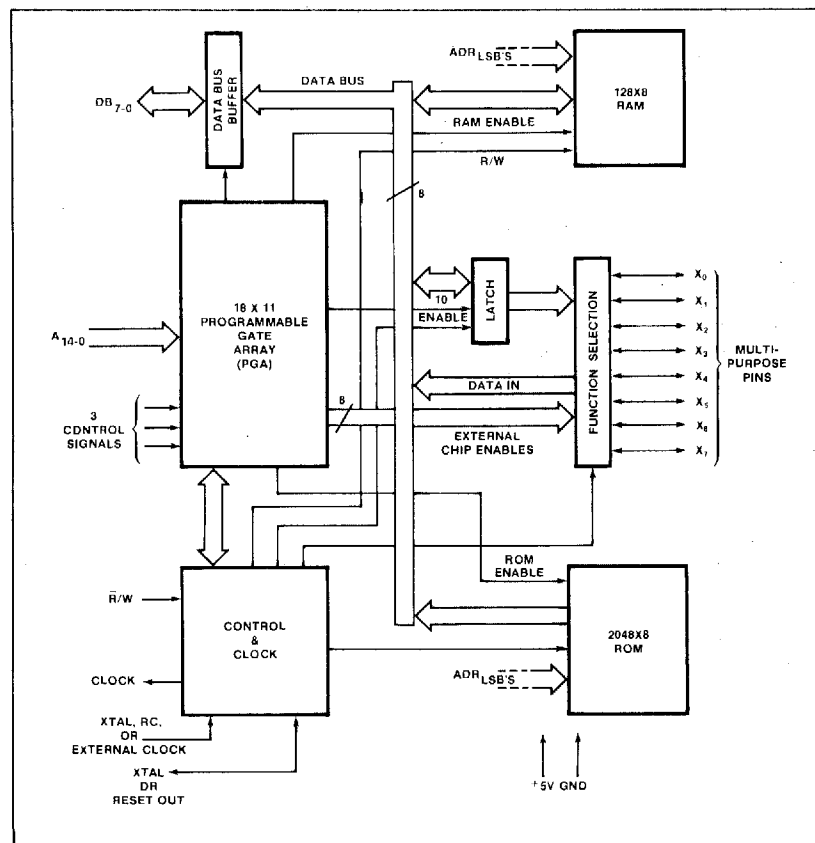 ADR LSB'S
DATA BUS
DB7-0
DATA BUS BUFFER
128X8
RAM
RAM ENABLE
R/W
8
18 X 11
PROGRAMMABLE
GATE
ARRAY
(PGA)
10
ENABLE
LATCH
FUNCTION SELECTION
X0
X1
X2
X3
X4
X5
X6
X7
MULTI-
PURPOSE
PINS
A14-0
DATA IN
8
3
CONTROL
SIGNALS
EXTERNAL
CHIP ENABLES
ROM
ENABLE
R̅/W
CONTROL
&
CLOCK
2048X8
ROM
CLOCK
ADR LSB'S
XTAL, RC,
OR
EXTERNAL CLOCK
XTAL
OR
RESET OUT
+5V GND